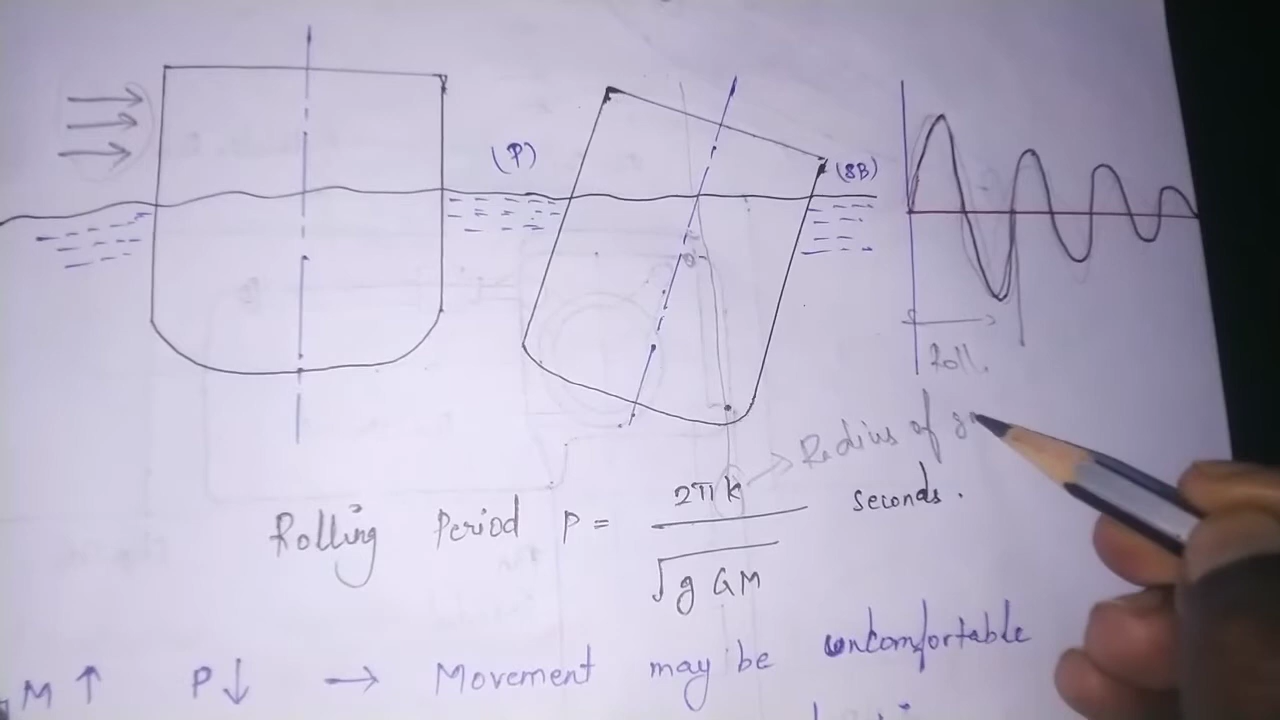 (P)
(SB)
θ
Roll.
Radius of
Rolling Period P = 2πk / √g GM seconds.
M ↑ P ↓ → Movement may be uncomfortable